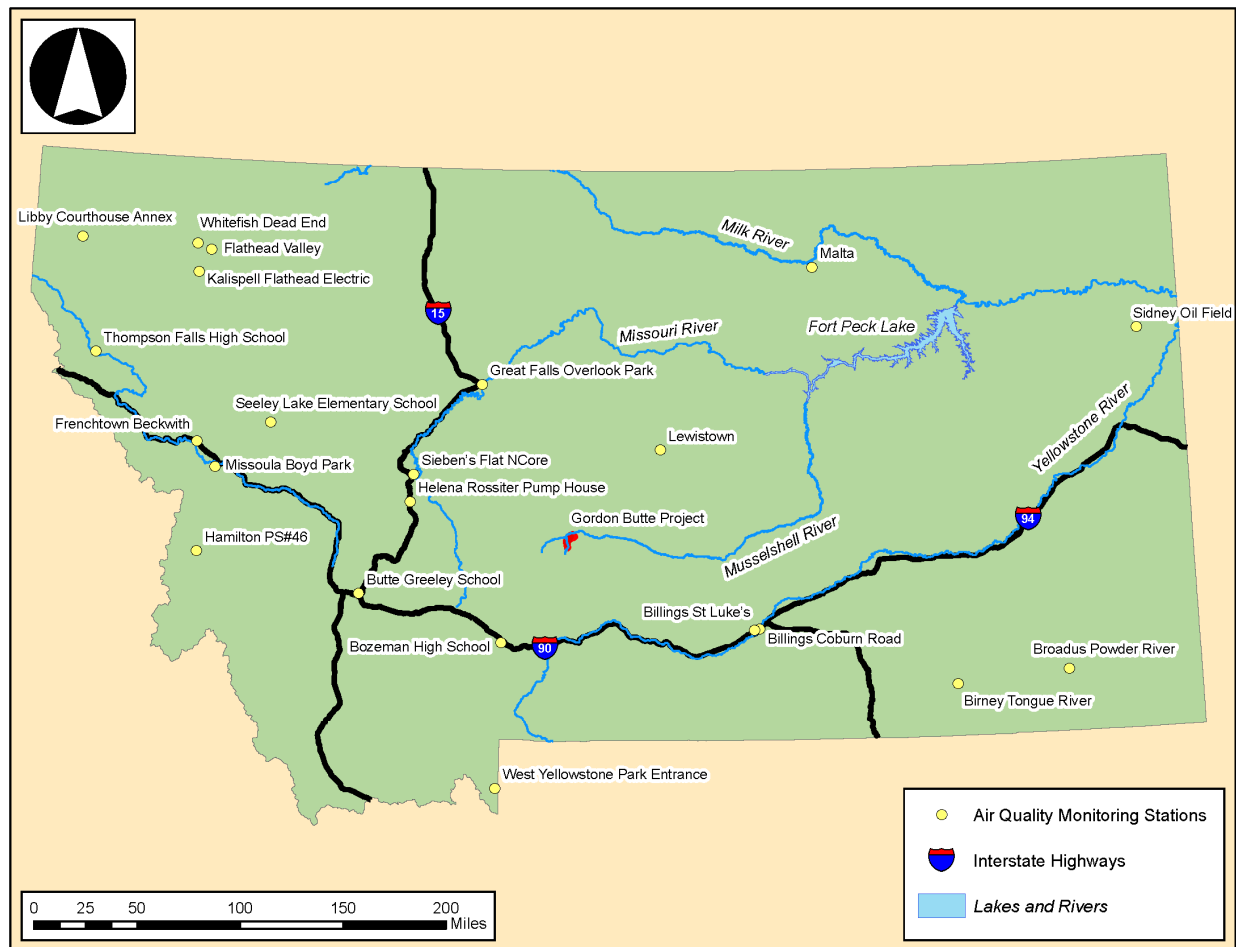 Libby Courthouse Annex
Whitefish Dead End
Flathead Valley
Kalispell Flathead Electric
Milk River
Malta
15
Missouri River
Fort Peck Lake
Sidney Oil Field
Thompson Falls High School
Great Falls Overlook Park
Seeley Lake Elementary School
Frenchtown Beckwith
Lewistown
Yellowstone River
Missoula Boyd Park
Sieben's Flat NCore
Helena Rossiter Pump House
Gordon Butte Project
94
Hamilton PS#46
Musselshell River
Butte Greeley School
Billings St Luke's
Bozeman High School
90
Billings Coburn Road
Broadus Powder River
Birney Tongue River
West Yellowstone Park Entrance
Air Quality Monitoring Stations
Interstate Highways
Lakes and Rivers
0 25 50 100 150 200
Miles